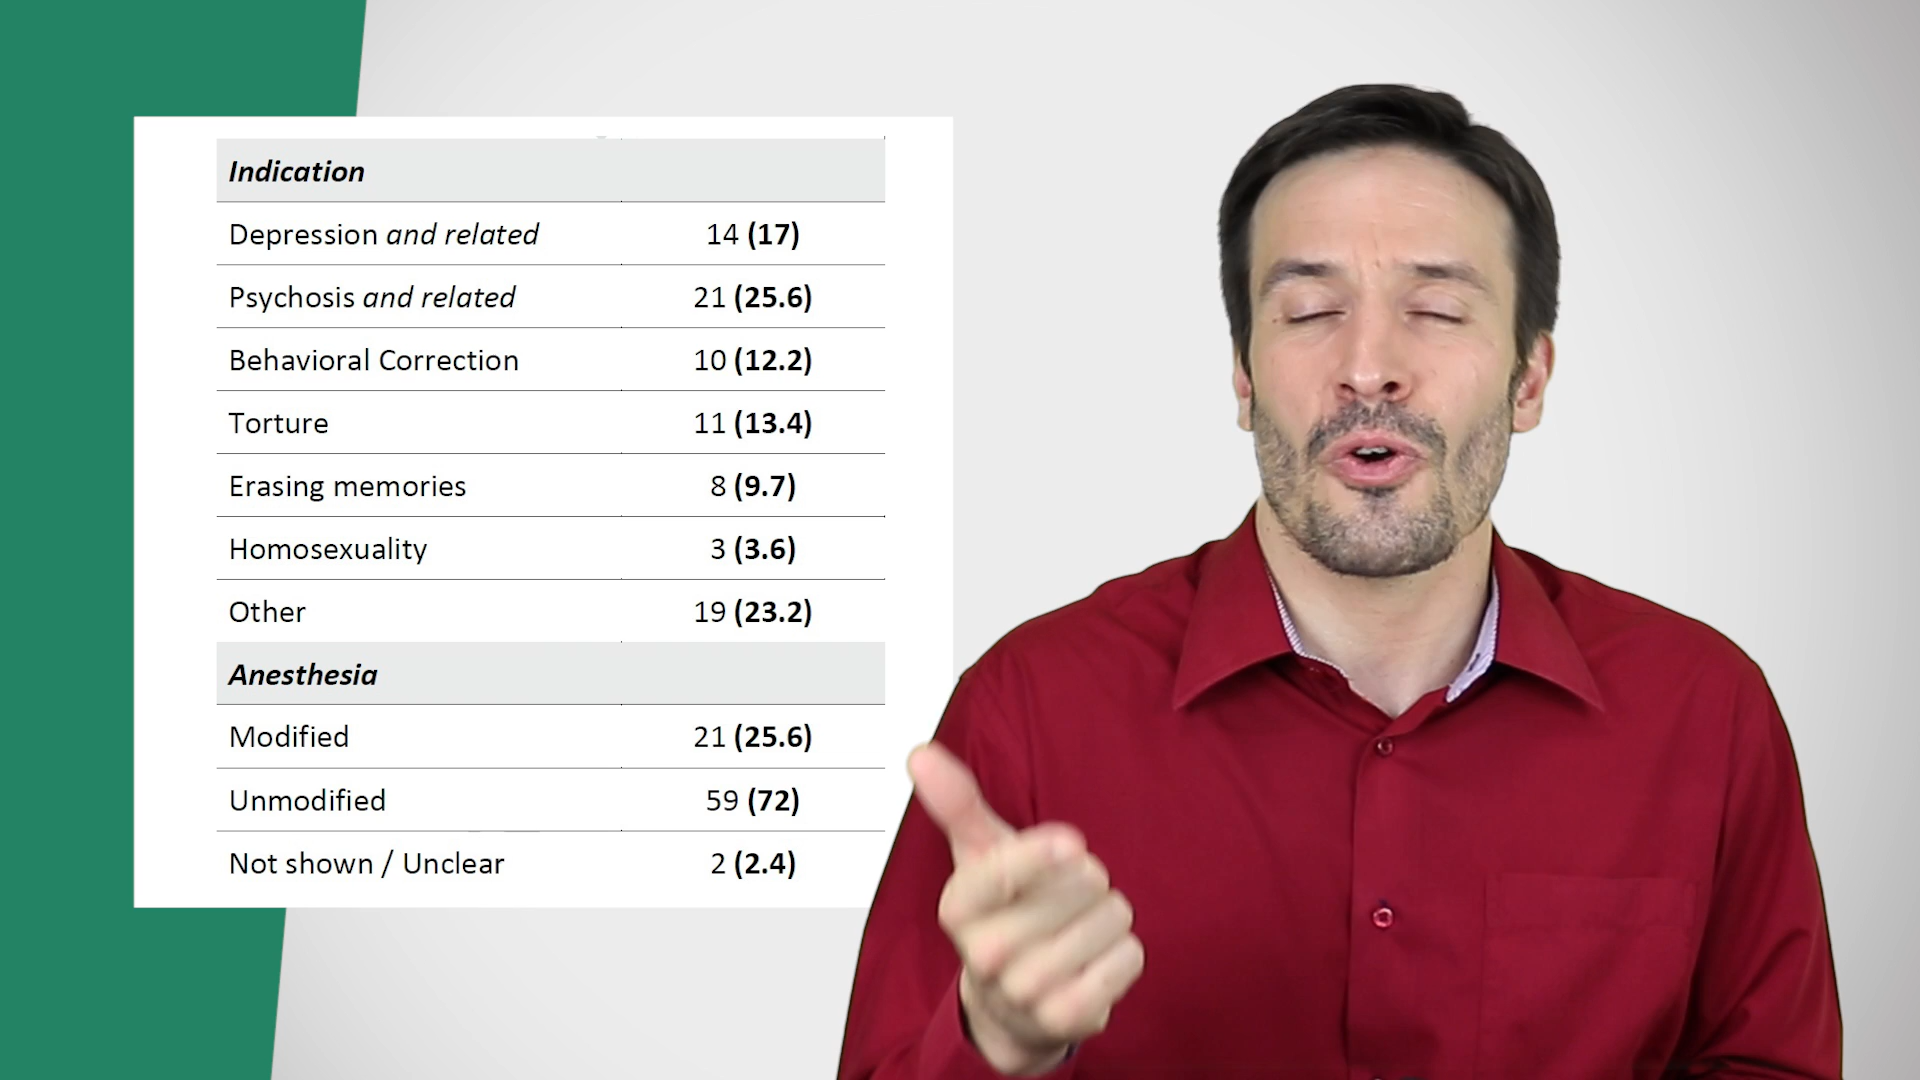 Indication
Depression and related 14 (17)
Psychosis and related 21 (25.6)
Behavioral Correction 10 (12.2)
Torture 11 (13.4)
Erasing memories 8 (9.7)
Homosexuality 3 (3.6)
Other 19 (23.2)
Anesthesia
Modified 21 (25.6)
Unmodified 59 (72)
Not shown / Unclear 2 (2.4)